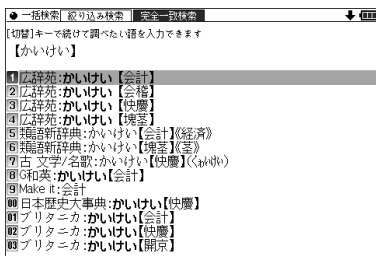 一括検索 絞り込み検索 完全一致検索
[切替]キーで続けて調べたい語を入力できます
【かいけい】
1 広辞苑:かいけい【会計】
2 広辞苑:かいけい【会稽】
3 広辞苑:かいけい【快慶】
4 広辞苑:かいけい【塊茎】
5 類語新辞典:かいけい【会計】《経済》
6 類語新辞典:かいけい【塊茎】《茎》
7 古 文学/名歌:かいけい【快慶】(くわいけい)
8 G和英:かいけい【会計】
9 Make it:会計
00 日本歴史大事典:かいけい【快慶】
01 ブリタニカ:かいけい【会計】
02 ブリタニカ:かいけい【快慶】
03 ブリタニカ:かいけい【開京】